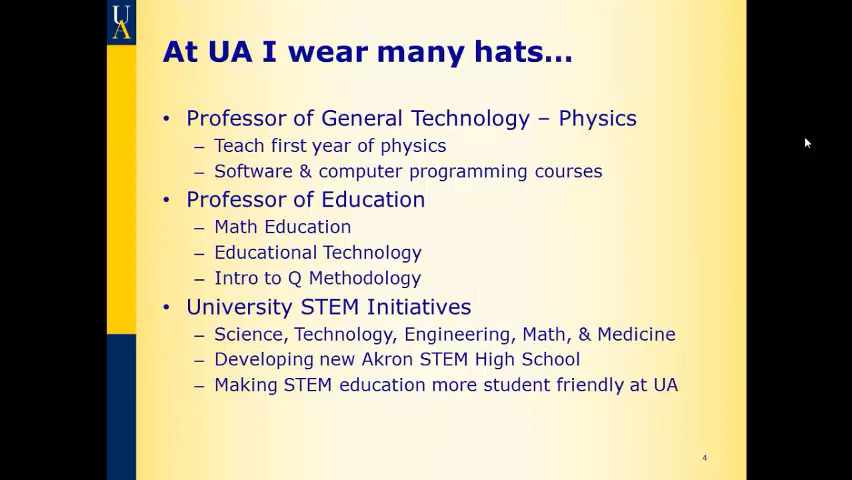 UA
At UA I wear many hats...
• Professor of General Technology – Physics
– Teach first year of physics
– Software & computer programming courses
• Professor of Education
– Math Education
– Educational Technology
– Intro to Q Methodology
• University STEM Initiatives
– Science, Technology, Engineering, Math, & Medicine
– Developing new Akron STEM High School
– Making STEM education more student friendly at UA
4